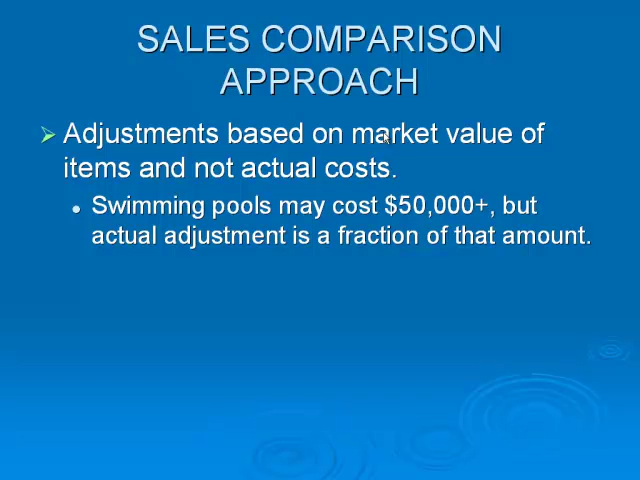 SALES COMPARISON
APPROACH
Adjustments based on market value of
items and not actual costs.
Swimming pools may cost $50,000+, but
actual adjustment is a fraction of that amount.